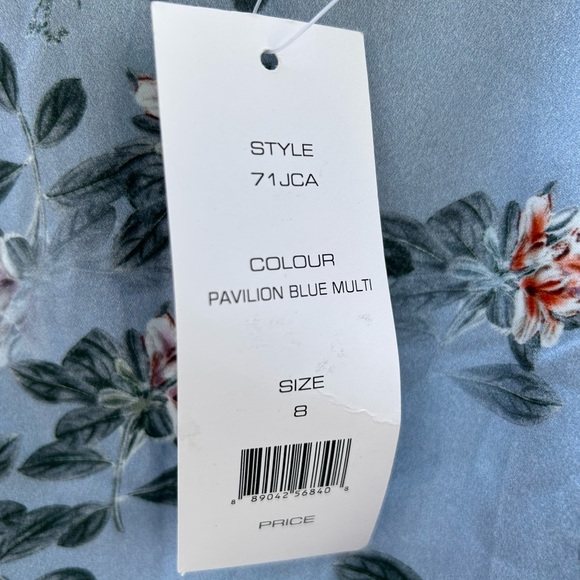 STYLE
71JCA
COLOUR
PAVILION BLUE MULTI
SIZE
8
8 89042 56840 8
PRICE